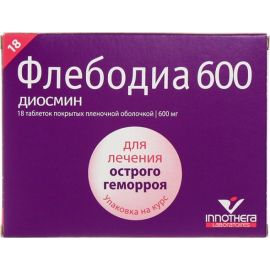 18
Флебодиа 600
ДИОСМИН
18 таблеток покрытых пленочной оболочкой | 600 мг
для
лечения
острого
геморроя
Упаковка на курс
INNOTHERA
LABORATOIRES